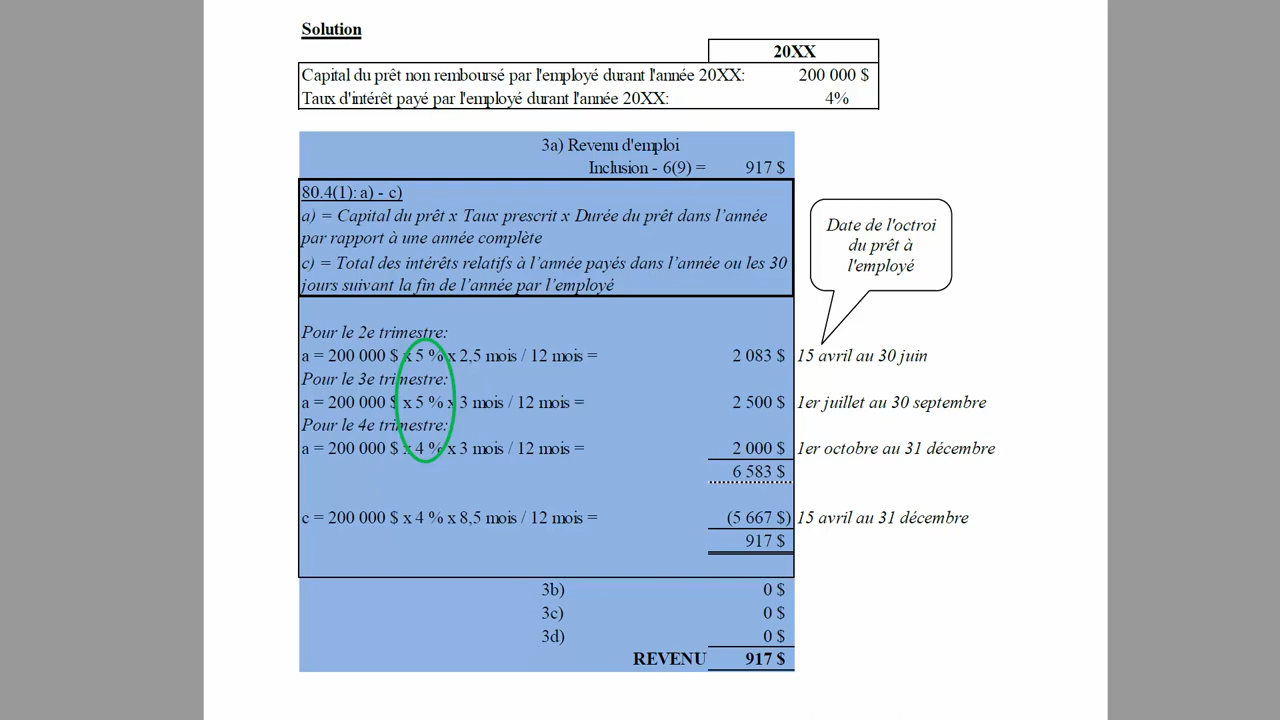 Solution
20XX
Capital du prêt non remboursé par l'employé durant l'année 20XX: 200 000 $
Taux d'intérêt payé par l'employé durant l'année 20XX: 4%
3a) Revenu d'emploi
Inclusion - 6(9) = 917 $
80.4(1): a) - c)
a) = Capital du prêt x Taux prescrit x Durée du prêt dans l'année
par rapport à une année complète
c) = Total des intérêts relatifs à l'année payés dans l'année ou les 30
jours suivant la fin de l'année par l'employé
Date de l'octroi
du prêt à
l'employé
Pour le 2e trimestre:
a = 200 000 $ x 5 % x 2,5 mois / 12 mois = 2 083 $ 15 avril au 30 juin
Pour le 3e trimestre:
a = 200 000 $ x 5 % x 3 mois / 12 mois = 2 500 $ 1er juillet au 30 septembre
Pour le 4e trimestre:
a = 200 000 $ x 4 % x 3 mois / 12 mois = 2 000 $ 1er octobre au 31 décembre
6 583 $
c = 200 000 $ x 4 % x 8,5 mois / 12 mois = (5 667 $) 15 avril au 31 décembre
917 $
3b) 0 $
3c) 0 $
3d) 0 $
REVENU 917 $